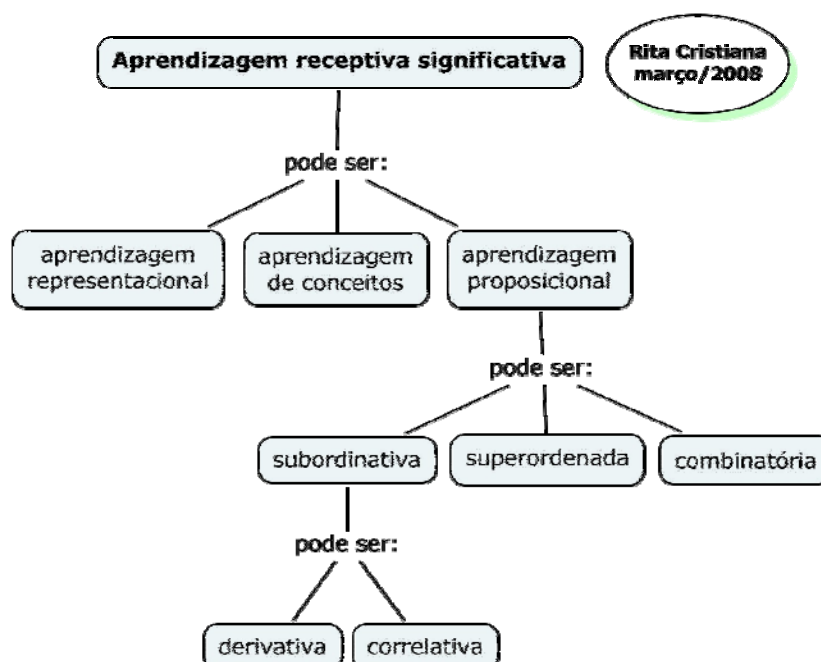 Aprendizagem receptiva significativa
Rita Cristiana
março/2008
pode ser:
aprendizagem
representacional
aprendizagem
de conceitos
aprendizagem
proposicional
pode ser:
subordinativa
superordenada
combinatória
pode ser:
derivativa
correlativa